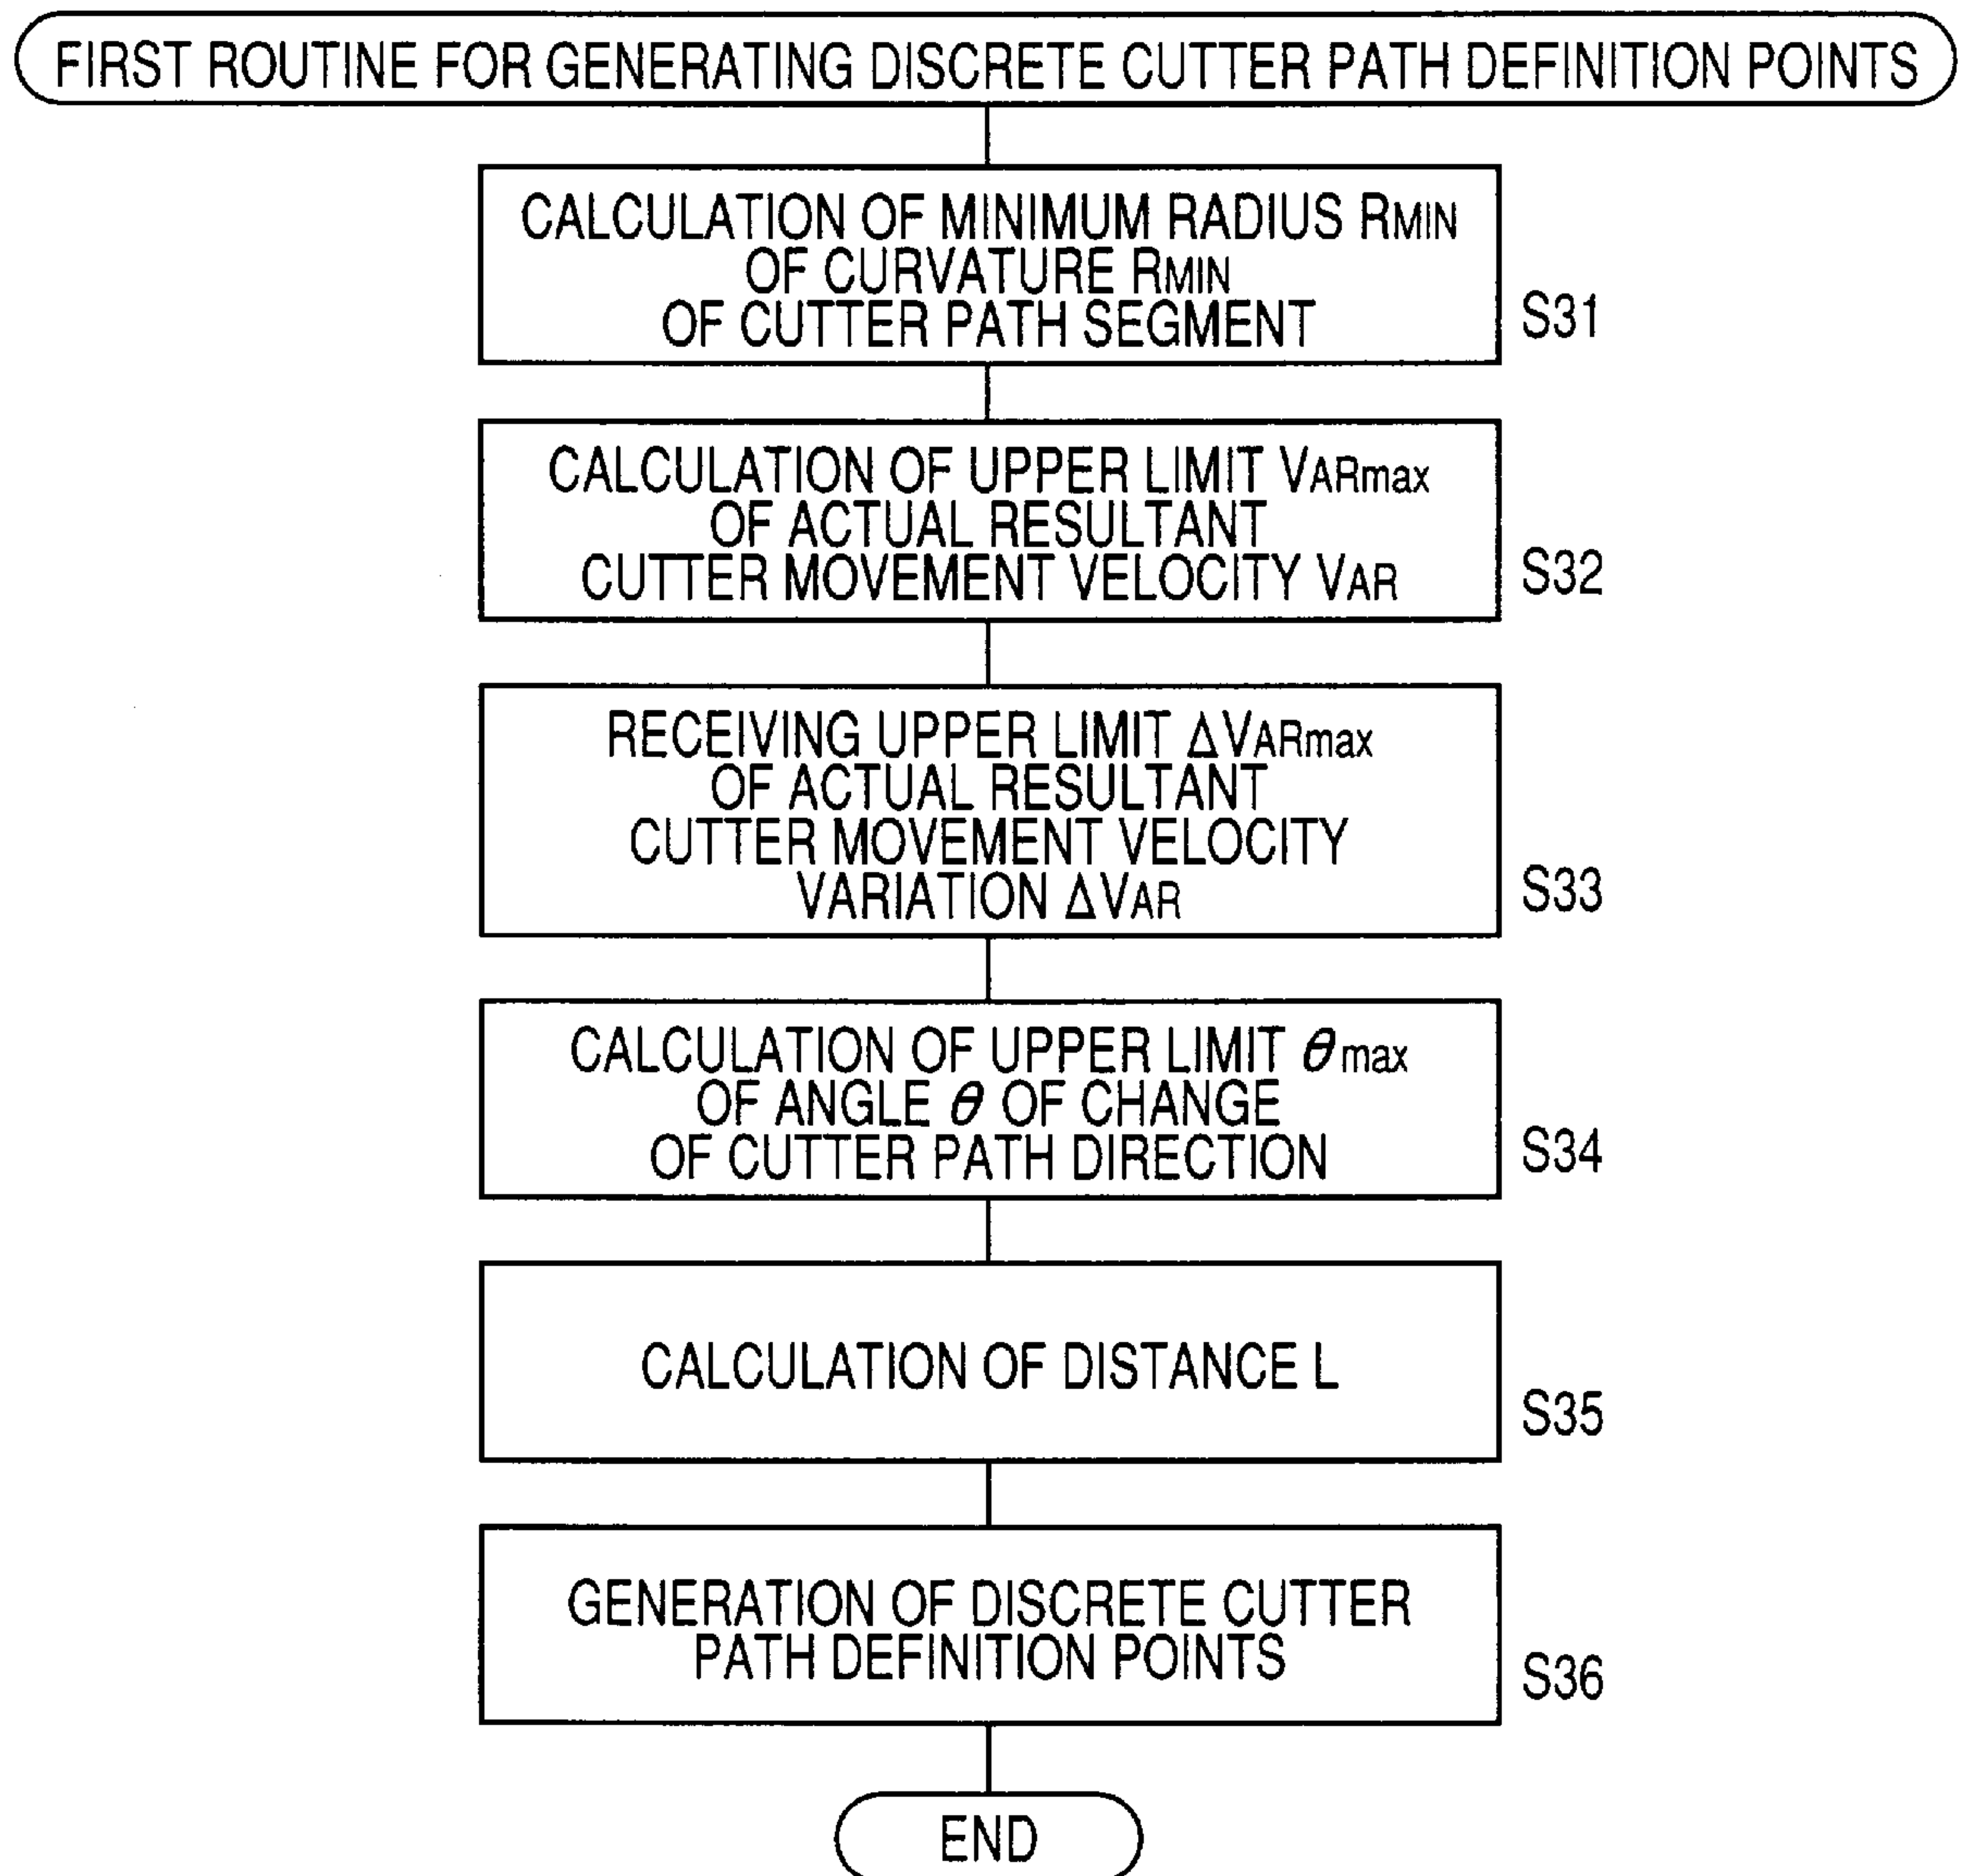 FIRST ROUTINE FOR GENERATING DISCRETE CUTTER PATH DEFINITION POINTS
CALCULATION OF MINIMUM RADIUS RMIN
OF CURVATURE RMIN
OF CUTTER PATH SEGMENT
S31
CALCULATION OF UPPER LIMIT VARmax
OF ACTUAL RESULTANT
CUTTER MOVEMENT VELOCITY VAR
S32
RECEIVING UPPER LIMIT ΔVARmax
OF ACTUAL RESULTANT
CUTTER MOVEMENT VELOCITY
VARIATION ΔVAR
S33
CALCULATION OF UPPER LIMIT θmax
OF ANGLE θ OF CHANGE
OF CUTTER PATH DIRECTION
S34
CALCULATION OF DISTANCE L
S35
GENERATION OF DISCRETE CUTTER
PATH DEFINITION POINTS
S36
END